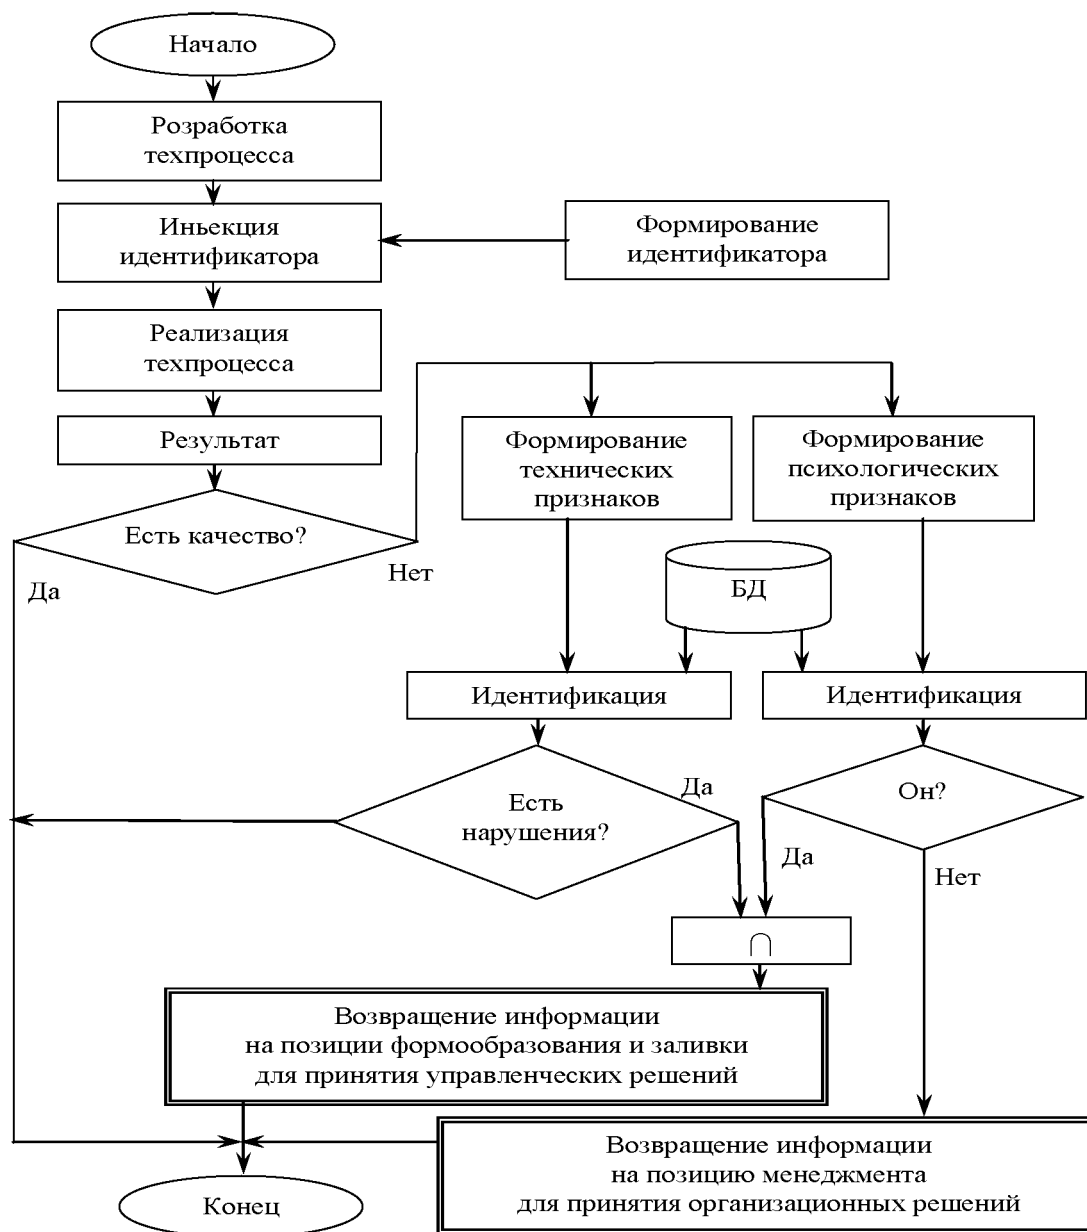 Начало
Розработка
техпроцесса
Иньекция
идентификатора
Формирование
идентификатора
Реализация
техпроцесса
Результат
Формирование
технических
признаков
Формирование
психологических
признаков
Есть качество?
Да
Нет
БД
Идентификация
Идентификация
Есть
нарушения?
Да
Он?
Да
Нет
∩
Возвращение информации
на позиции формообразования и заливки
для принятия управленческих решений
Возвращение информации
на позицию менеджмента
для принятия организационных решений
Конец